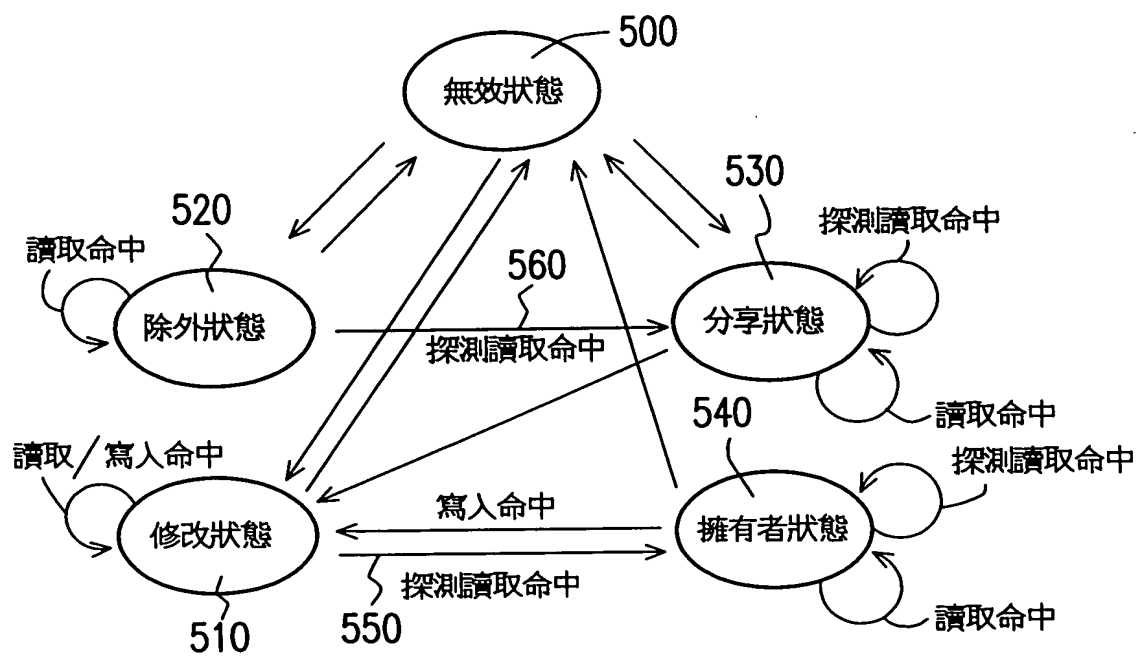 500
無效狀態
530
520
探測讀取命中
讀取命中
560
除外狀態
分享狀態
探測讀取命中
540
讀取命中
讀取/寫入命中
探測讀取命中
寫入命中
修改狀態
擁有者狀態
探測讀取命中
550
510
讀取命中